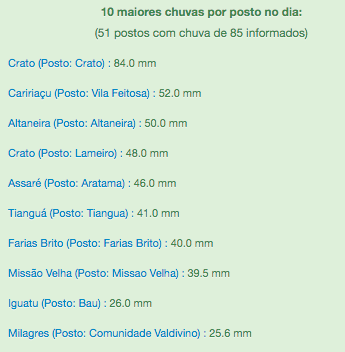 10 maiores chuvas por posto no dia:
(51 postos com chuva de 85 informados)
Crato (Posto: Crato) : 84.0 mm
Caririaçu (Posto: Vila Feitosa) : 52.0 mm
Altaneira (Posto: Altaneira) : 50.0 mm
Crato (Posto: Lameiro) : 48.0 mm
Assaré (Posto: Aratama) : 46.0 mm
Tianguá (Posto: Tiangua) : 41.0 mm
Farias Brito (Posto: Farias Brito) : 40.0 mm
Missão Velha (Posto: Missao Velha) : 39.5 mm
Iguatu (Posto: Bau) : 26.0 mm
Milagres (Posto: Comunidade Valdivino) : 25.6 mm